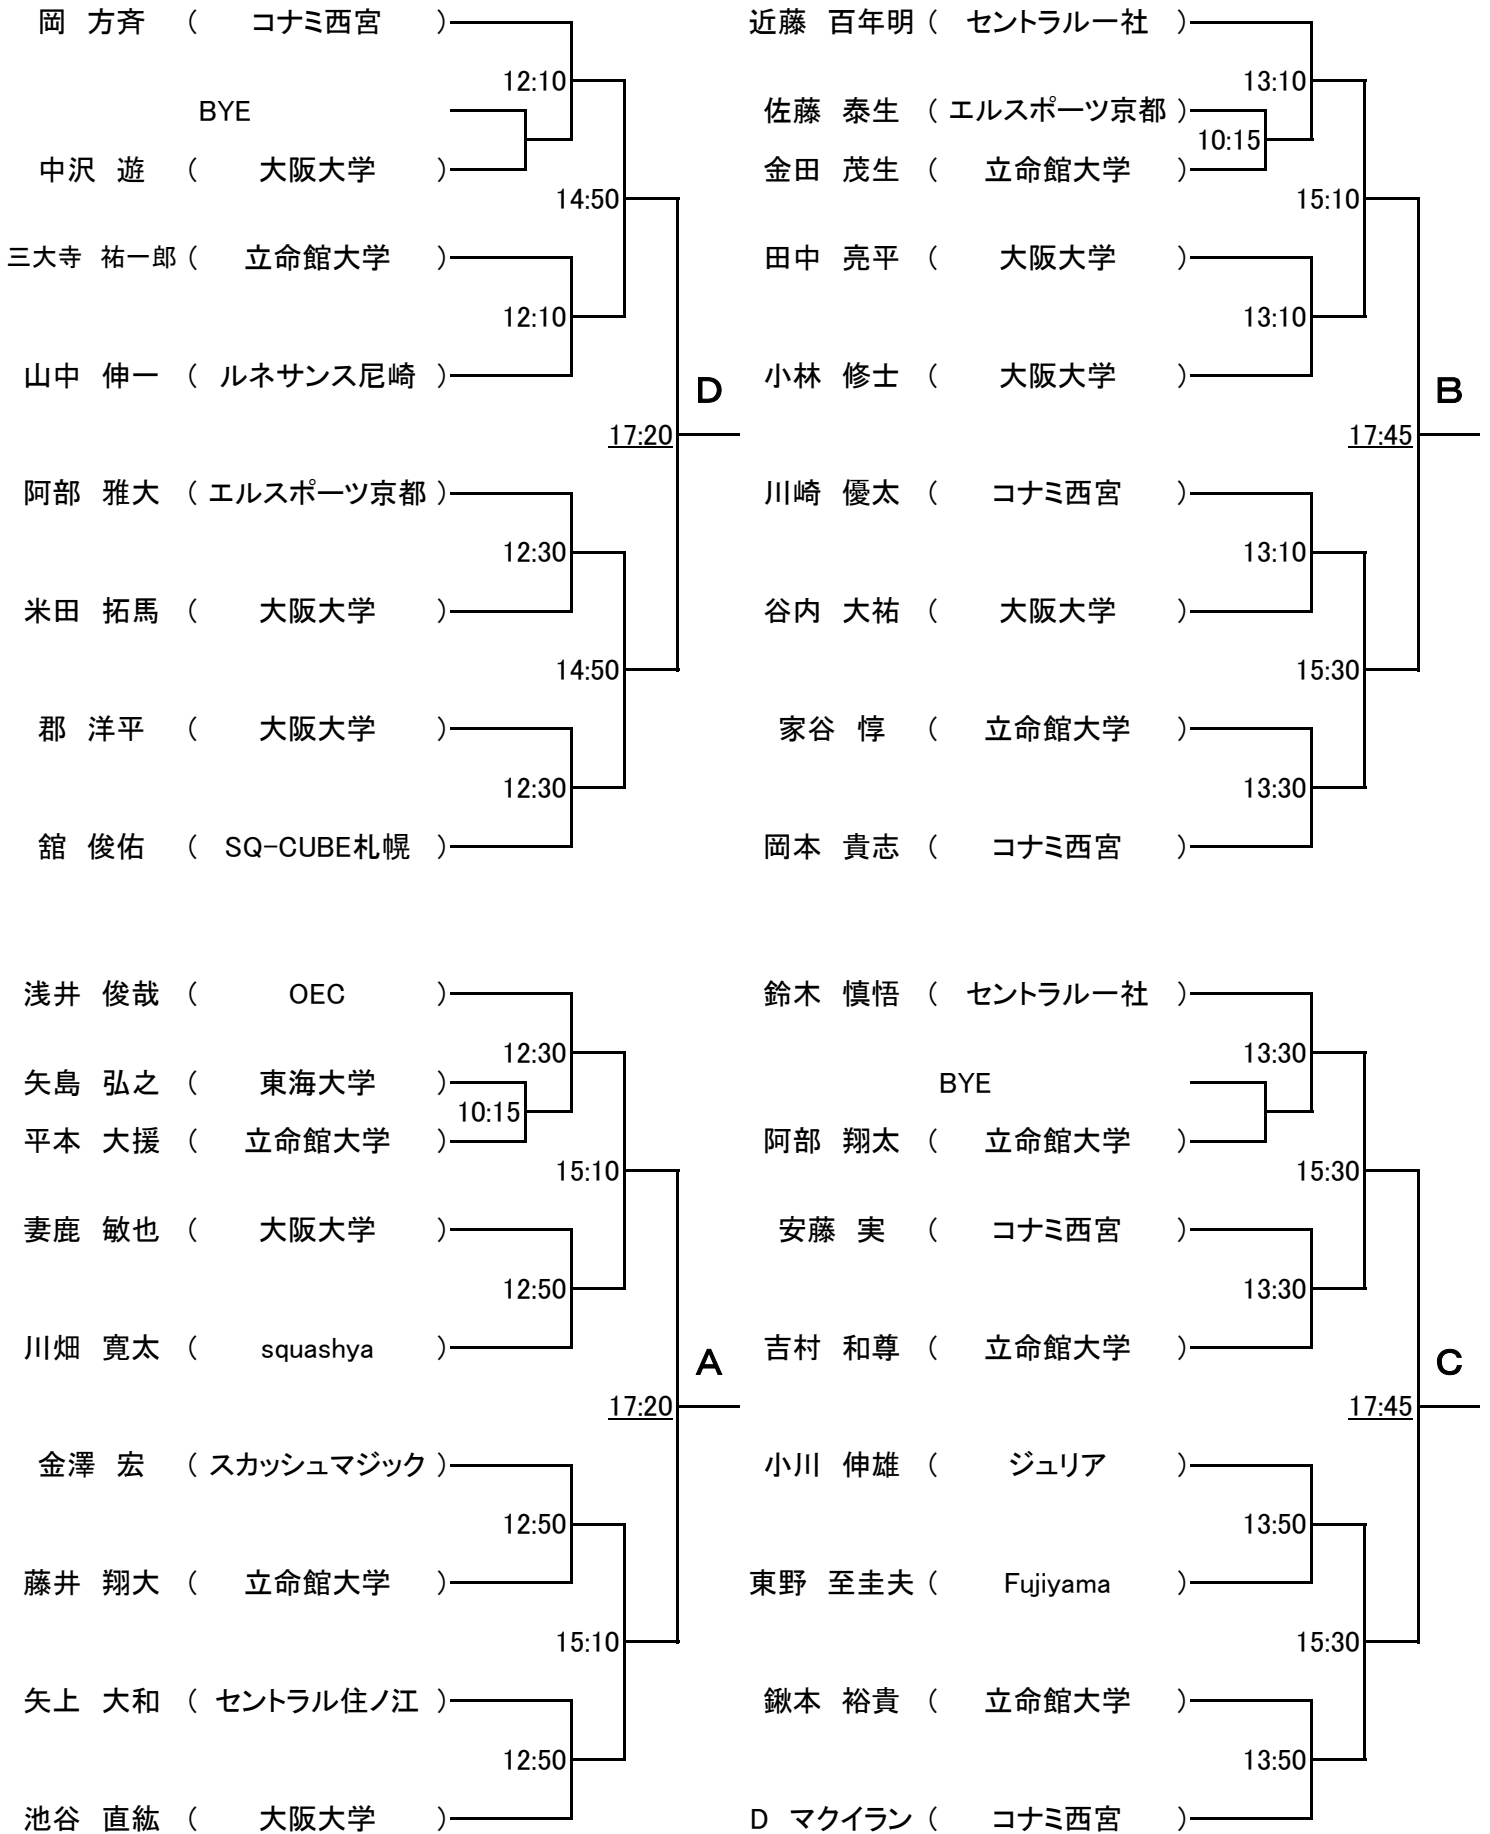 岡 方斉 ( コナミ西宮 )
12:10
BYE
中沢 遊 ( 大阪大学 )
14:50
三大寺 祐一郎 ( 立命館大学 )
12:10
山中 伸一 ( ルネサンス尼崎 )
D
17:20
阿部 雅大 ( エルスポーツ京都 )
12:30
米田 拓馬 ( 大阪大学 )
14:50
郡 洋平 ( 大阪大学 )
12:30
舘 俊佑 ( SQ-CUBE札幌 )
近藤 百年明 ( セントラル一社 )
13:10
佐藤 泰生 ( エルスポーツ京都 )
10:15
金田 茂生 ( 立命館大学 )
15:10
田中 亮平 ( 大阪大学 )
13:10
小林 修士 ( 大阪大学 )
B
17:45
川崎 優太 ( コナミ西宮 )
13:10
谷内 大祐 ( 大阪大学 )
15:30
家谷 惇 ( 立命館大学 )
13:30
岡本 貴志 ( コナミ西宮 )
浅井 俊哉 ( OEC )
12:30
矢島 弘之 ( 東海大学 )
10:15
平本 大援 ( 立命館大学 )
15:10
妻鹿 敏也 ( 大阪大学 )
12:50
川畑 寛太 ( squashya )
A
17:20
金澤 宏 ( スカッシュマジック )
12:50
藤井 翔大 ( 立命館大学 )
15:10
矢上 大和 ( セントラル住ノ江 )
12:50
池谷 直紘 ( 大阪大学 )
鈴木 慎悟 ( セントラル一社 )
13:30
BYE
阿部 翔太 ( 立命館大学 )
15:30
安藤 実 ( コナミ西宮 )
13:30
吉村 和尊 ( 立命館大学 )
C
17:45
小川 伸雄 ( ジュリア )
13:50
東野 至圭夫 ( Fujiyama )
15:30
鍬本 裕貴 ( 立命館大学 )
13:50
D マクイラン ( コナミ西宮 )